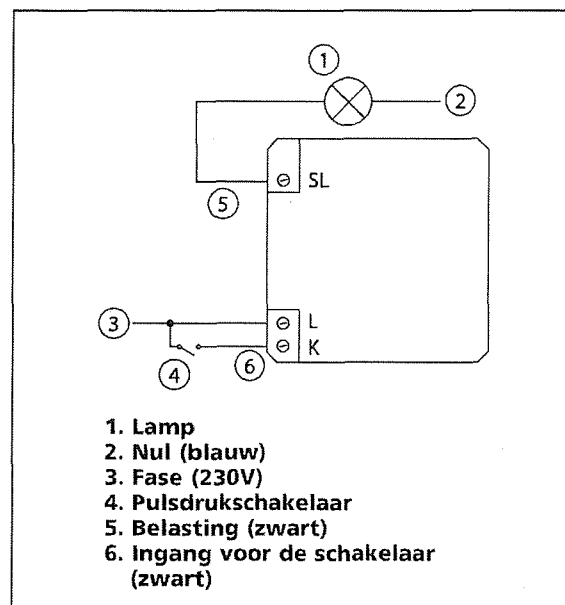 1
2
SL
5
3
L
K
4
6
1. Lamp
2. Nul (blauw)
3. Fase (230V)
4. Pulsdrukschakelaar
5. Belasting (zwart)
6. Ingang voor de schakelaar
(zwart)